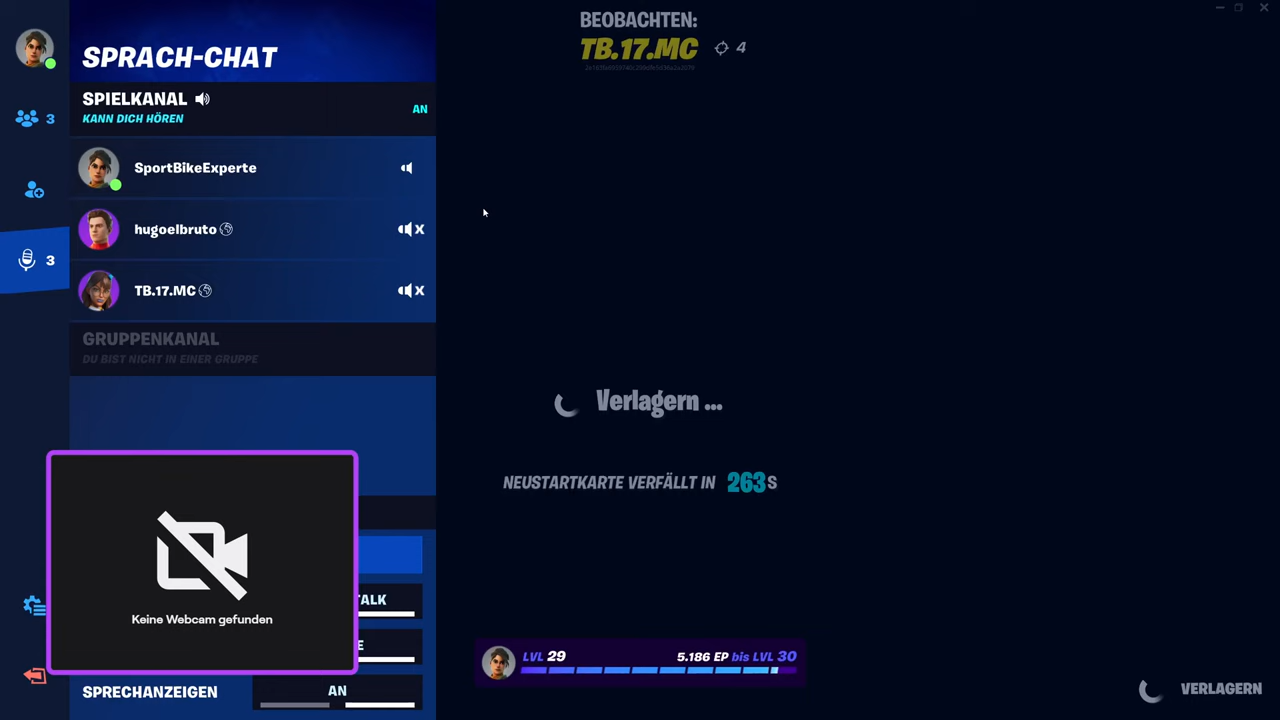 SPRACH-CHAT
SPIELKANAL
AN
KANN DICH HÖREN
3
SportBikeExperte
hugoelbruto
3
TB.17.MC
GRUPPENKANAL
DU BIST NICHT IN EINER GRUPPE
Keine Webcam gefunden
TALK
E
SPRECHANZEIGEN
AN
BEOBACHTEN:
TB.17.MC
4
Verlagern ...
NEUSTARTKARTE VERFÄLLT IN 263S
LVL 29
5.186 EP bis LVL 30
VERLAGERN